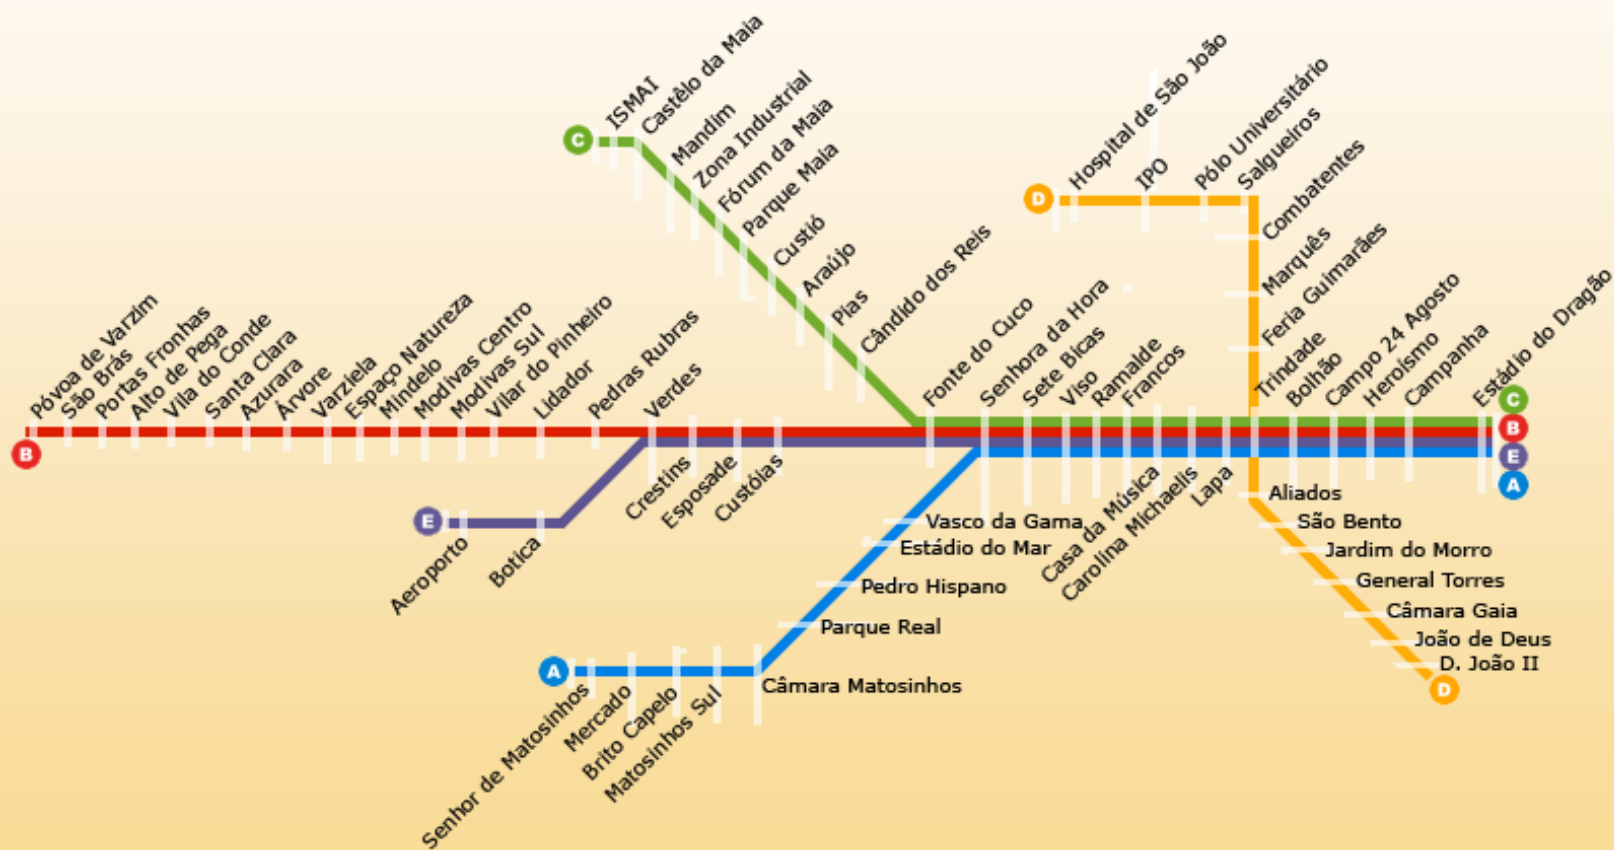 C
ISMAI
Castêlo da Maia
Mandim
Zona Industrial
Fórum da Maia
Parque Maia
Custió
Araújo
Pias
Cândido dos Reis
D
Hospital de São João
IPO
Pólo Universitário
Salgueiros
Combatentes
Marquês
Feria Guimarães
Póvoa de Varzim
São Brás
Portas Fronhas
Alto de Pega
Vila do Conde
Santa Clara
Azurara
Árvore
Varziela
Espaço Natureza
Mindelo
Modivas Centro
Modivas Sul
Vilar do Pinheiro
Lidador
Pedras Rubras
Verdes
Fonte do Cuco
Senhora da Hora
Sete Bicas
Viso
Ramalde
Francos
Trindade
Bolhão
Campo 24 Agosto
Heroísmo
Campanha
Estádio do Dragão
C
B
E
A
B
Crestins
Esposade
Custóias
Casa da Música
Carolina Michaelis
Lapa
E
Aeroporto
Botica
Vasco da Gama
Estádio do Mar
Pedro Hispano
Parque Real
Câmara Matosinhos
A
Senhor de Matosinhos
Mercado
Brito Capelo
Matosinhos Sul
Aliados
São Bento
Jardim do Morro
General Torres
Câmara Gaia
João de Deus
D. João II
D